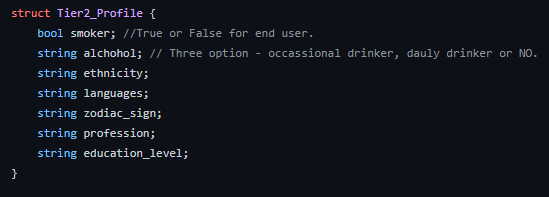 struct Tier2_Profile {
bool smoker; //True or False for end user.
string alchohol; // Three option - occassional drinker, dauly drinker or NO.
string ethnicity;
string languages;
string zodiac_sign;
string profession;
string education_level;
}